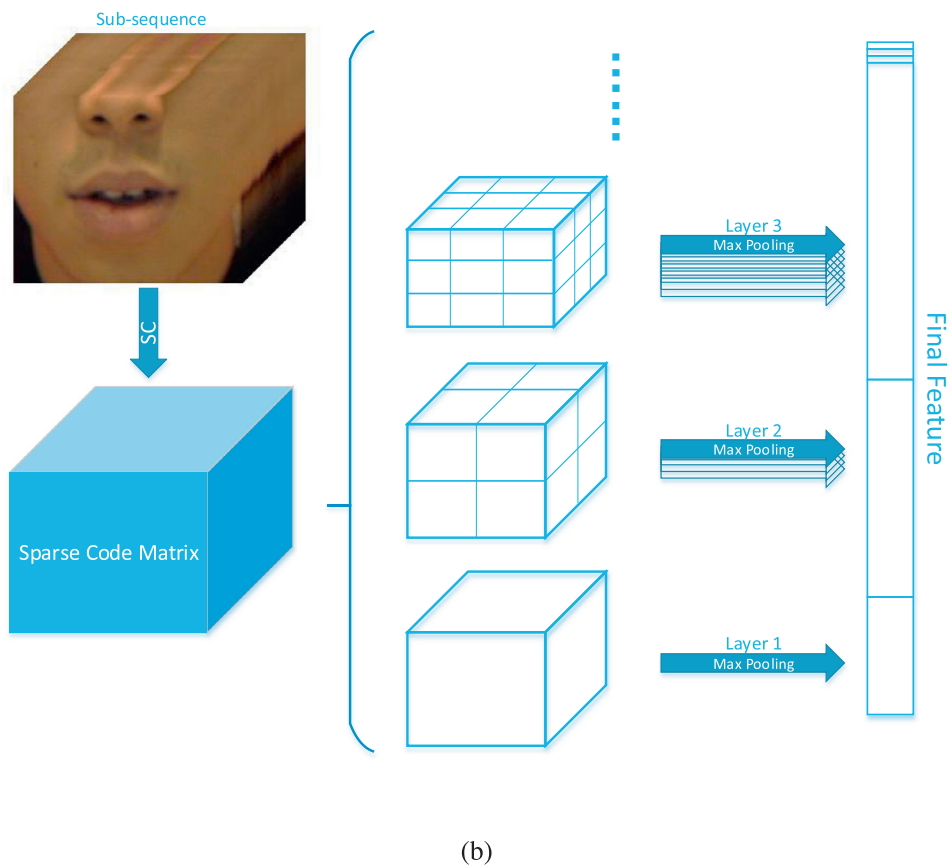 Sub-sequence
SC
Sparse Code Matrix
Layer 3
Max Pooling
Layer 2
Max Pooling
Layer 1
Max Pooling
Final Feature
(b)